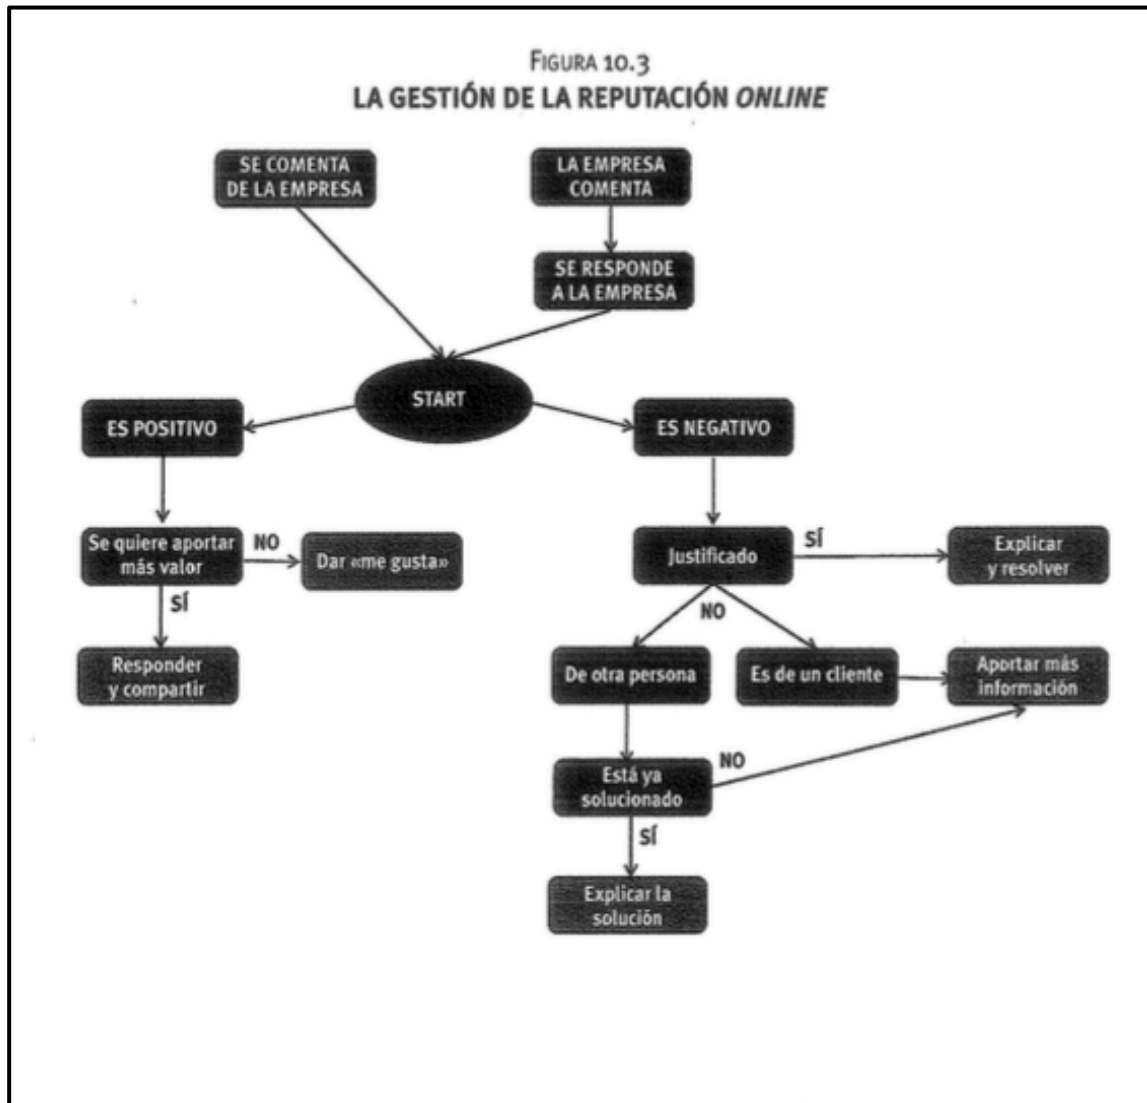 FIGURA 10.3
LA GESTIÓN DE LA REPUTACIÓN ONLINE
SE COMENTA
DE LA EMPRESA
LA EMPRESA
COMENTA
SE RESPONDE
A LA EMPRESA
START
ES POSITIVO
ES NEGATIVO
Se quiere aportar
más valor
NO
Dar «me gusta»
SÍ
Responder
y compartir
Justificado
SÍ
Explicar
y resolver
NO
De otra persona
Es de un cliente
Aportar más
información
Está ya
solucionado
NO
SÍ
Explicar la
solución